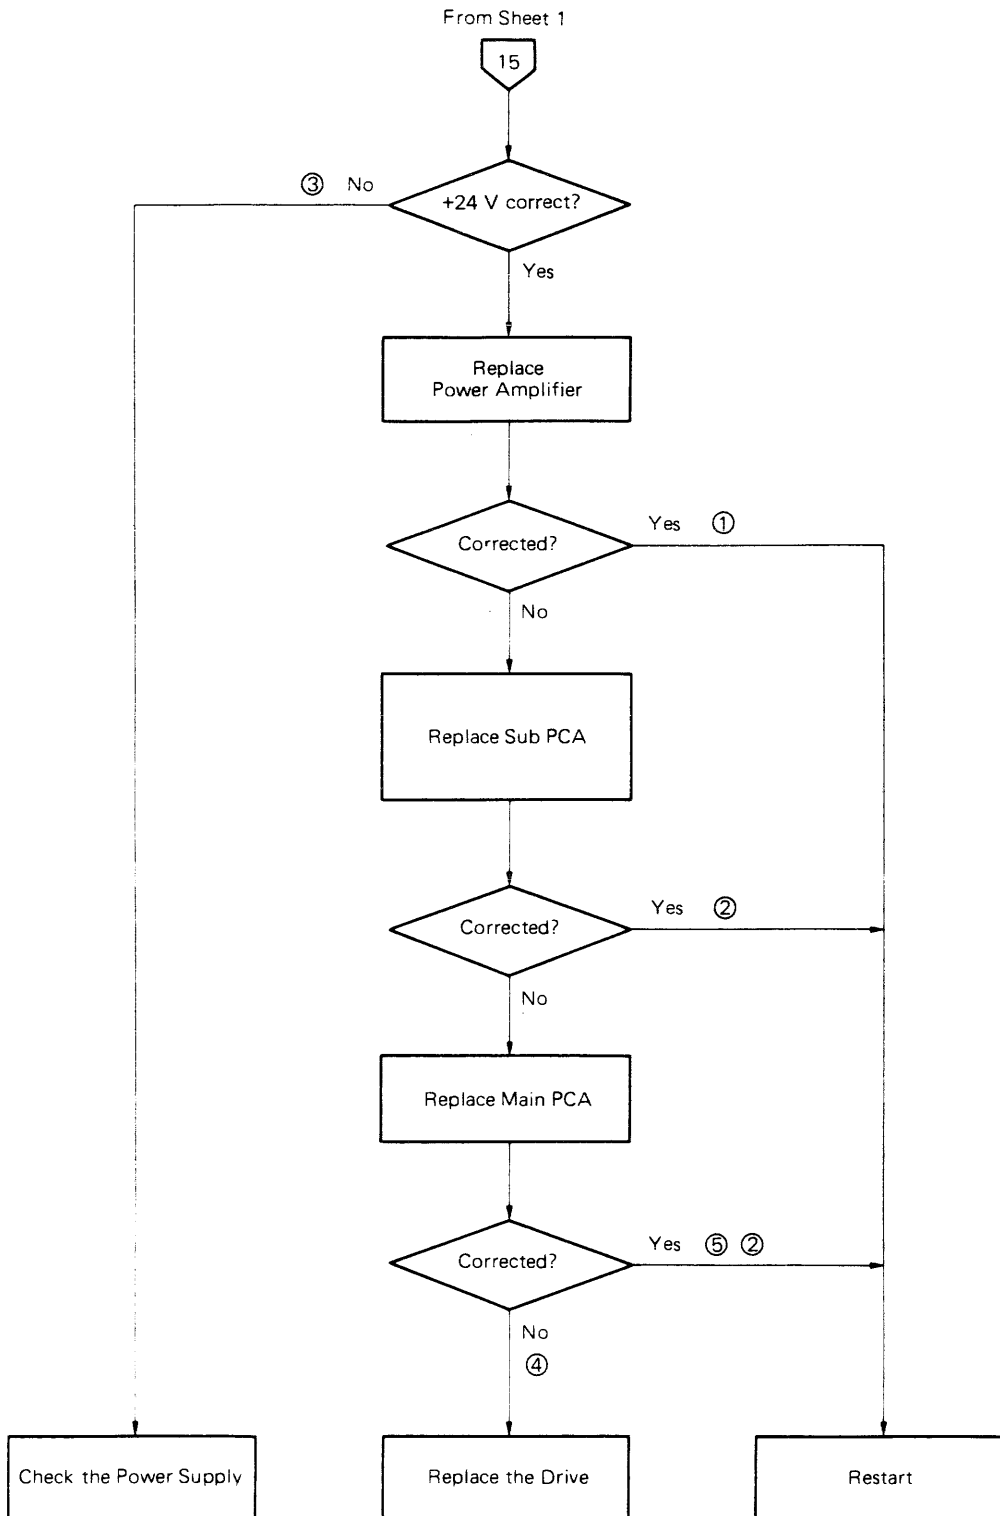 From Sheet 1
15
③ No
+24 V correct?
Yes
Replace
Power Amplifier
Corrected?
Yes ①
No
Replace Sub PCA
Corrected?
Yes ②
No
Replace Main PCA
Corrected?
Yes ⑤ ②
No
④
Check the Power Supply
Replace the Drive
Restart